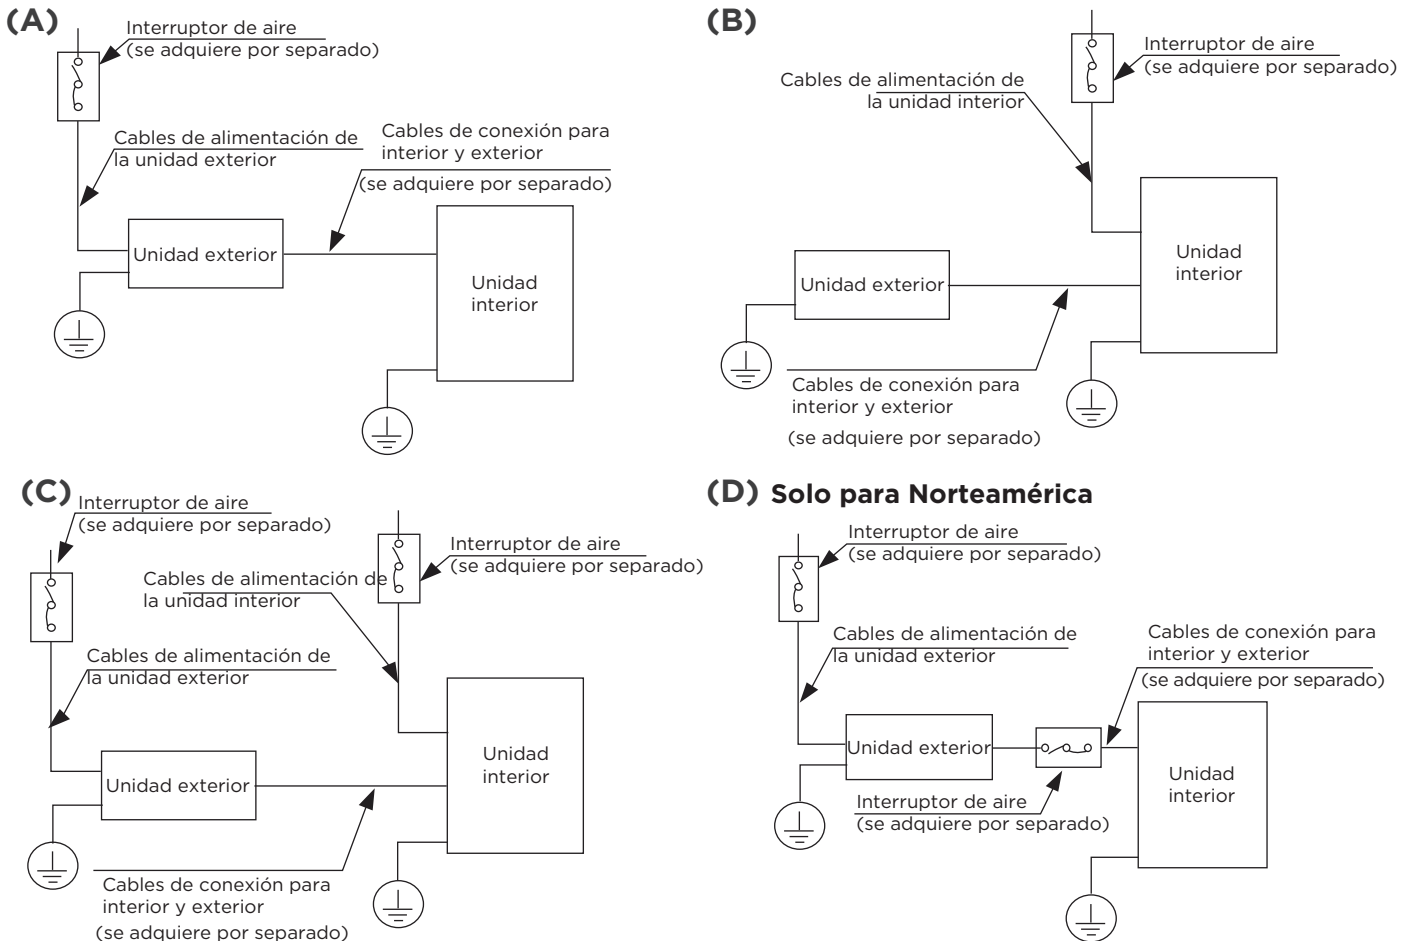 (A)
Interruptor de aire
(se adquiere por separado)
Cables de alimentación de
la unidad exterior
Cables de conexión para
interior y exterior
(se adquiere por separado)
Unidad exterior
Unidad
interior
(B)
Interruptor de aire
(se adquiere por separado)
Cables de alimentación de
la unidad interior
Unidad
interior
Unidad exterior
Cables de conexión para
interior y exterior
(se adquiere por separado)
(C)
Interruptor de aire
(se adquiere por separado)
Interruptor de aire
(se adquiere por separado)
Cables de alimentación de
la unidad interior
Cables de alimentación de
la unidad exterior
Unidad exterior
Unidad
interior
Cables de conexión para
interior y exterior
(se adquiere por separado)
(D) Solo para Norteamérica
Interruptor de aire
(se adquiere por separado)
Cables de alimentación de
la unidad exterior
Cables de conexión para
interior y exterior
(se adquiere por separado)
Unidad exterior
Unidad
interior
Interruptor de aire
(se adquiere por separado)